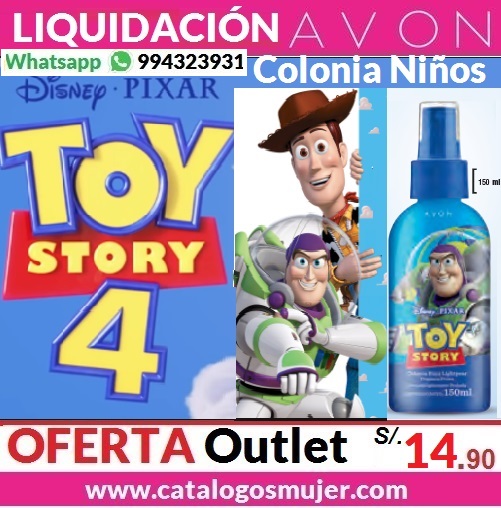 LIQUIDACIÓN AVON
Whatsapp 994323931
Colonia Niños
Disney · PIXAR
TOY
STORY
4
150 ml
AVON
Disney PIXAR
TOY
STORY
150ml
OFERTA Outlet S/. 14.90
www.catalogosmujer.com